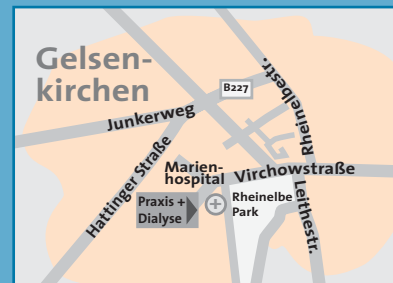 Gelsen-
kirchen
B227
Rheinelbestr.
Junkerweg
Hattinger Straße
Marien-
hospital
Virchowstraße
Praxis +
Dialyse
Rheinelbe
Park
Leithestr.